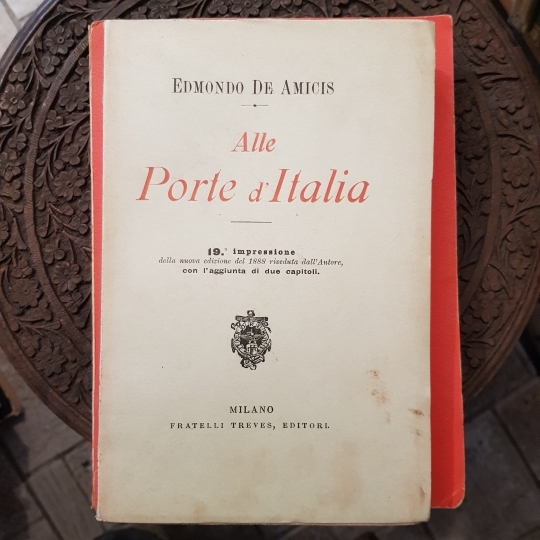 EDMONDO DE AMICIS
Alle
Porte d'Italia
19.ª impressione
della nuova edizione del 1888 riveduta dall'Autore,
con l'aggiunta di due capitoli.
MILANO
FRATELLI TREVES, EDITORI.